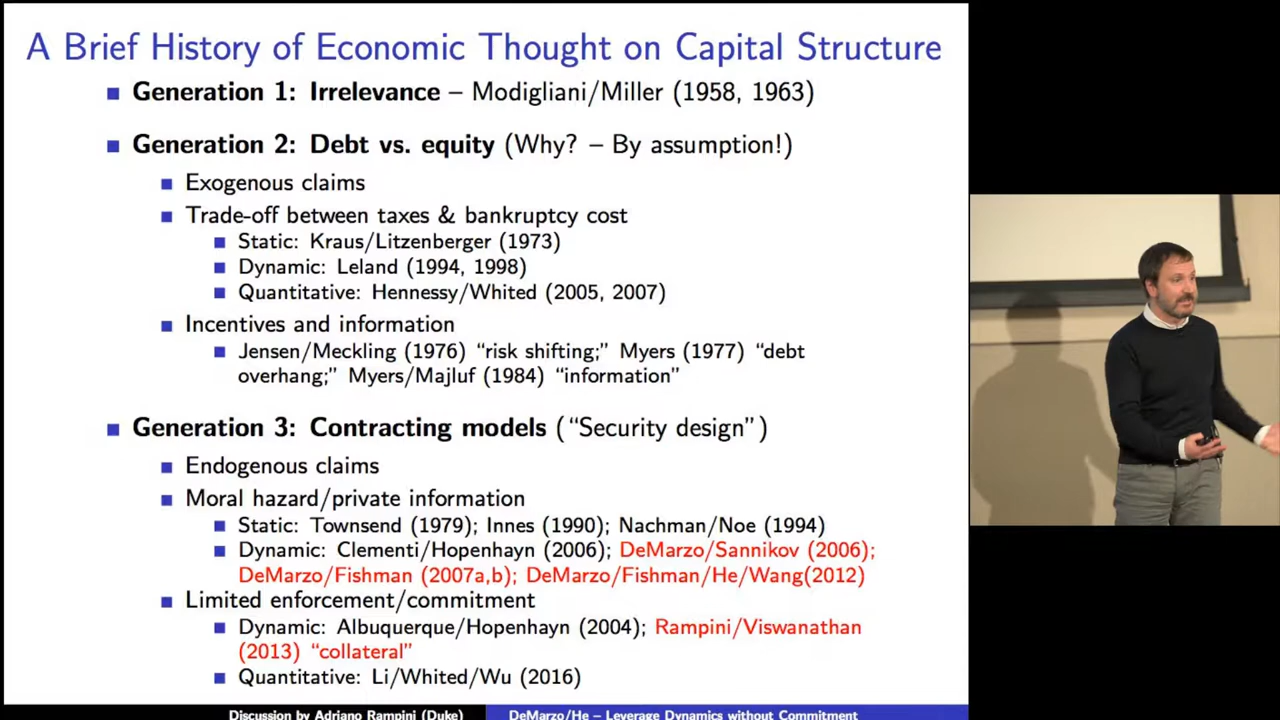 A Brief History of Economic Thought on Capital Structure
Generation 1: Irrelevance – Modigliani/Miller (1958, 1963)
Generation 2: Debt vs. equity (Why? – By assumption!)
Exogenous claims
Trade-off between taxes & bankruptcy cost
Static: Kraus/Litzenberger (1973)
Dynamic: Leland (1994, 1998)
Quantitative: Hennessy/Whited (2005, 2007)
Incentives and information
Jensen/Meckling (1976) “risk shifting;” Myers (1977) “debt
overhang;” Myers/Majluf (1984) “information”
Generation 3: Contracting models (“Security design”)
Endogenous claims
Moral hazard/private information
Static: Townsend (1979); Innes (1990); Nachman/Noe (1994)
Dynamic: Clementi/Hopenhayn (2006); DeMarzo/Sannikov (2006);
DeMarzo/Fishman (2007a,b); DeMarzo/Fishman/He/Wang(2012)
Limited enforcement/commitment
Dynamic: Albuquerque/Hopenhayn (2004); Rampini/Viswanathan
(2013) “collateral”
Quantitative: Li/Whited/Wu (2016)
Discussion by Adriano Rampini (Duke) DeMarzo/He – Leverage Dynamics without Commitment